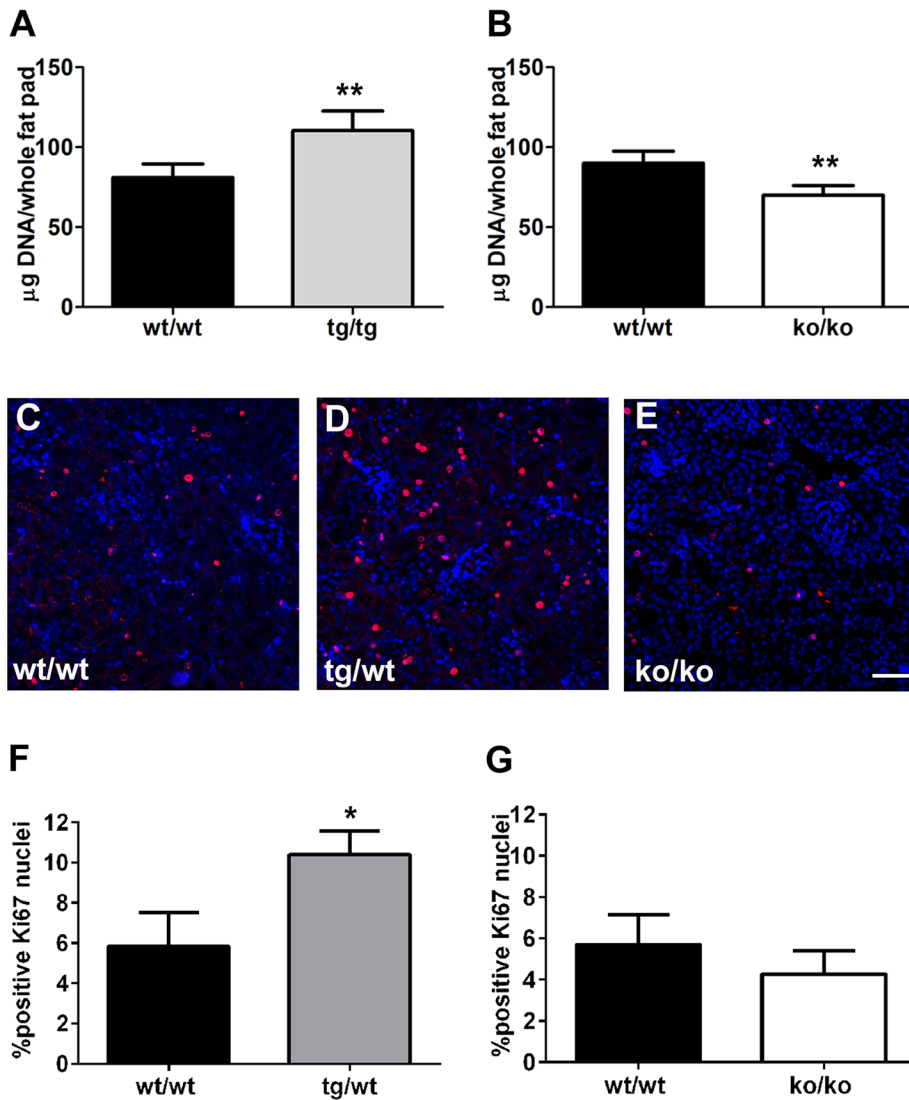 A
µg DNA/whole fat pad
150
100
50
0
**
wt/wt
tg/tg
B
µg DNA/whole fat pad
150
100
50
0
**
wt/wt
ko/ko
C
wt/wt
D
tg/wt
E
ko/ko
F
%positive Ki67 nuclei
12
10
8
6
4
2
0
*
wt/wt
tg/wt
G
%positive Ki67 nuclei
12
10
8
6
4
2
0
wt/wt
ko/ko